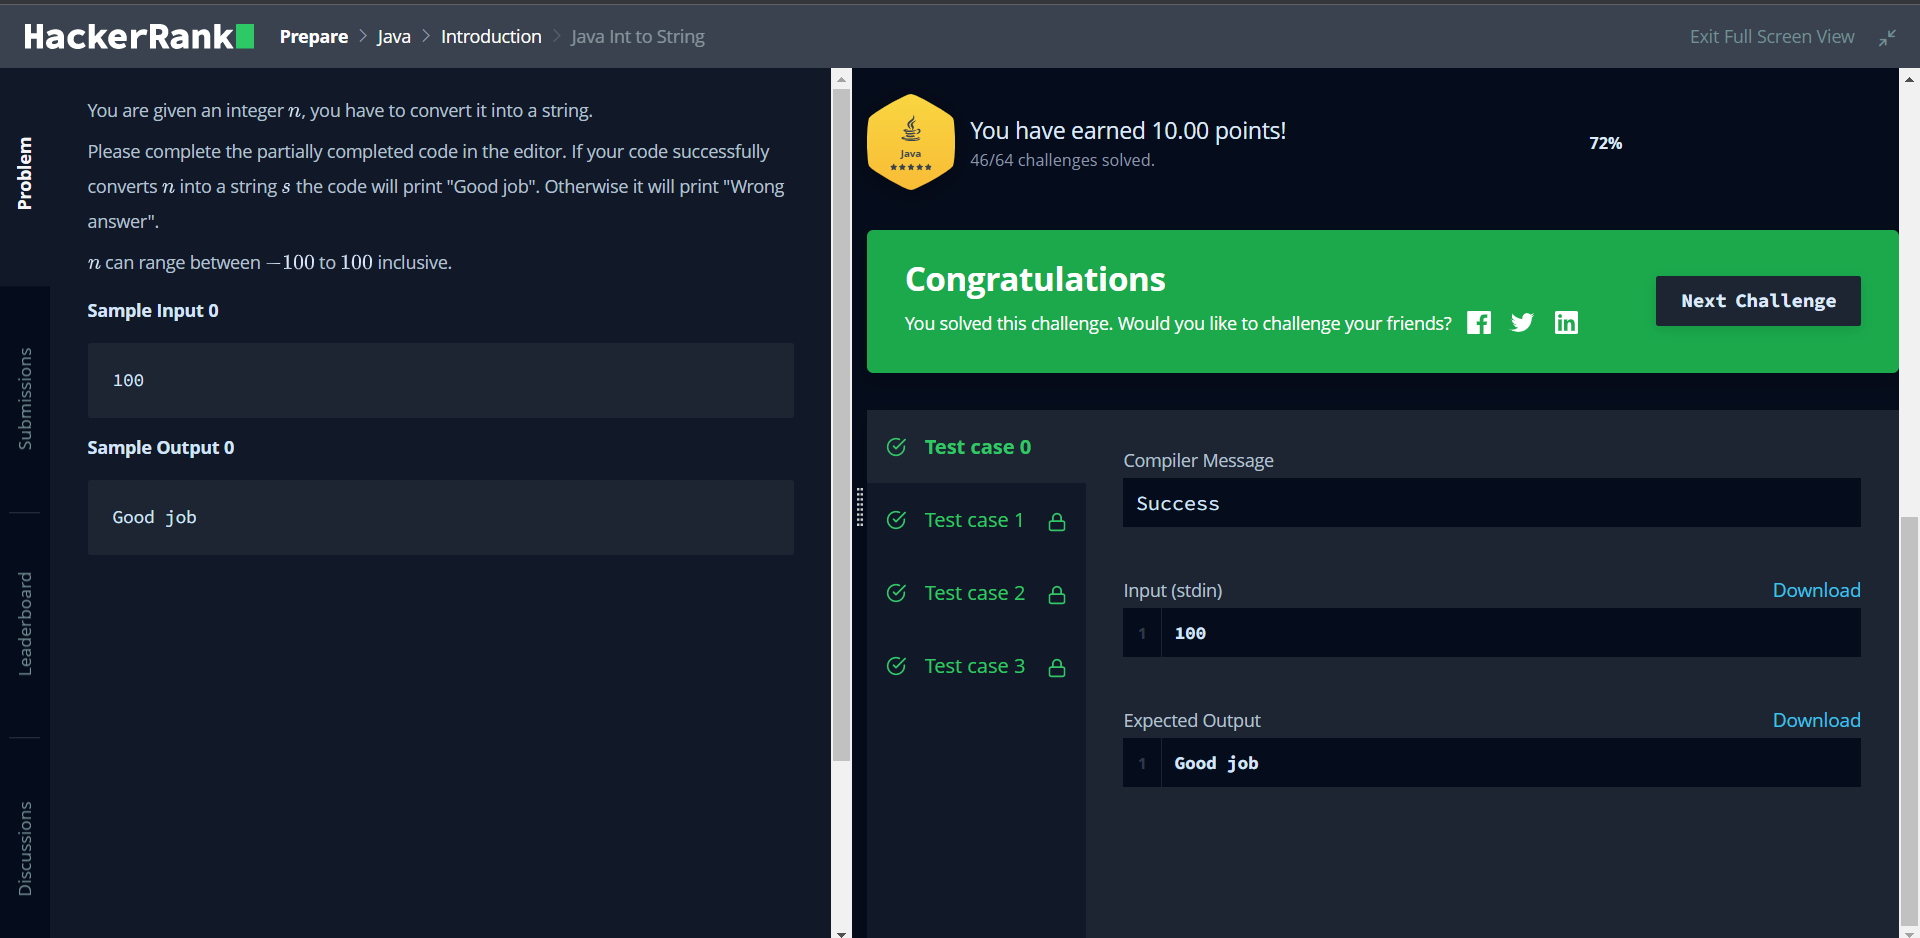 HackerRank
Prepare > Java > Introduction > Java Int to String
Exit Full Screen View
Problem
Submissions
Leaderboard
Discussions
You are given an integer n, you have to convert it into a string.
Please complete the partially completed code in the editor. If your code successfully
converts n into a string s the code will print "Good job". Otherwise it will print "Wrong
answer".
n can range between −100 to 100 inclusive.
Sample Input 0
100
Sample Output 0
Good job
Java
You have earned 10.00 points!
46/64 challenges solved.
72%
Congratulations
You solved this challenge. Would you like to challenge your friends?
Next Challenge
Test case 0
Test case 1
Test case 2
Test case 3
Compiler Message
Success
Input (stdin)
Download
1 100
Expected Output
Download
1 Good job